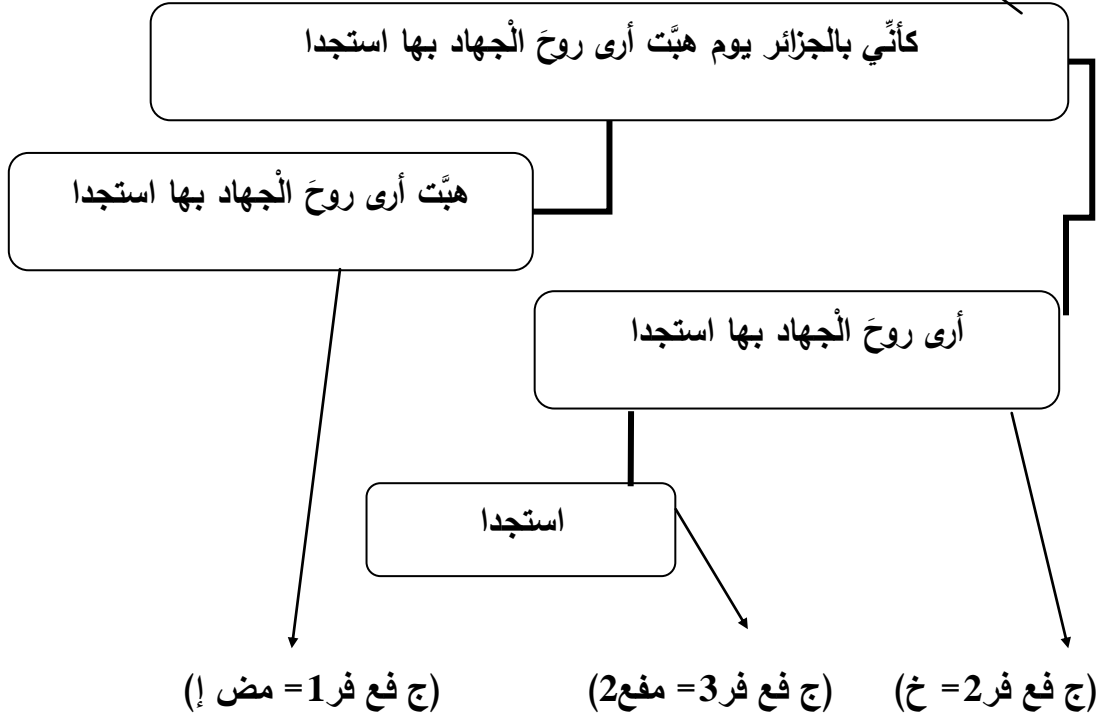 كأنِّي بالجزائر يوم هبَّت أرى روحَ الْجهاد بها استجدا
هبَّت أرى روحَ الْجهاد بها استجدا
أرى روحَ الْجهاد بها استجدا
استجدا
(ج فع فر2= خ)
(ج فع فر3= مفع2)
(ج فع فر1= مض إ)